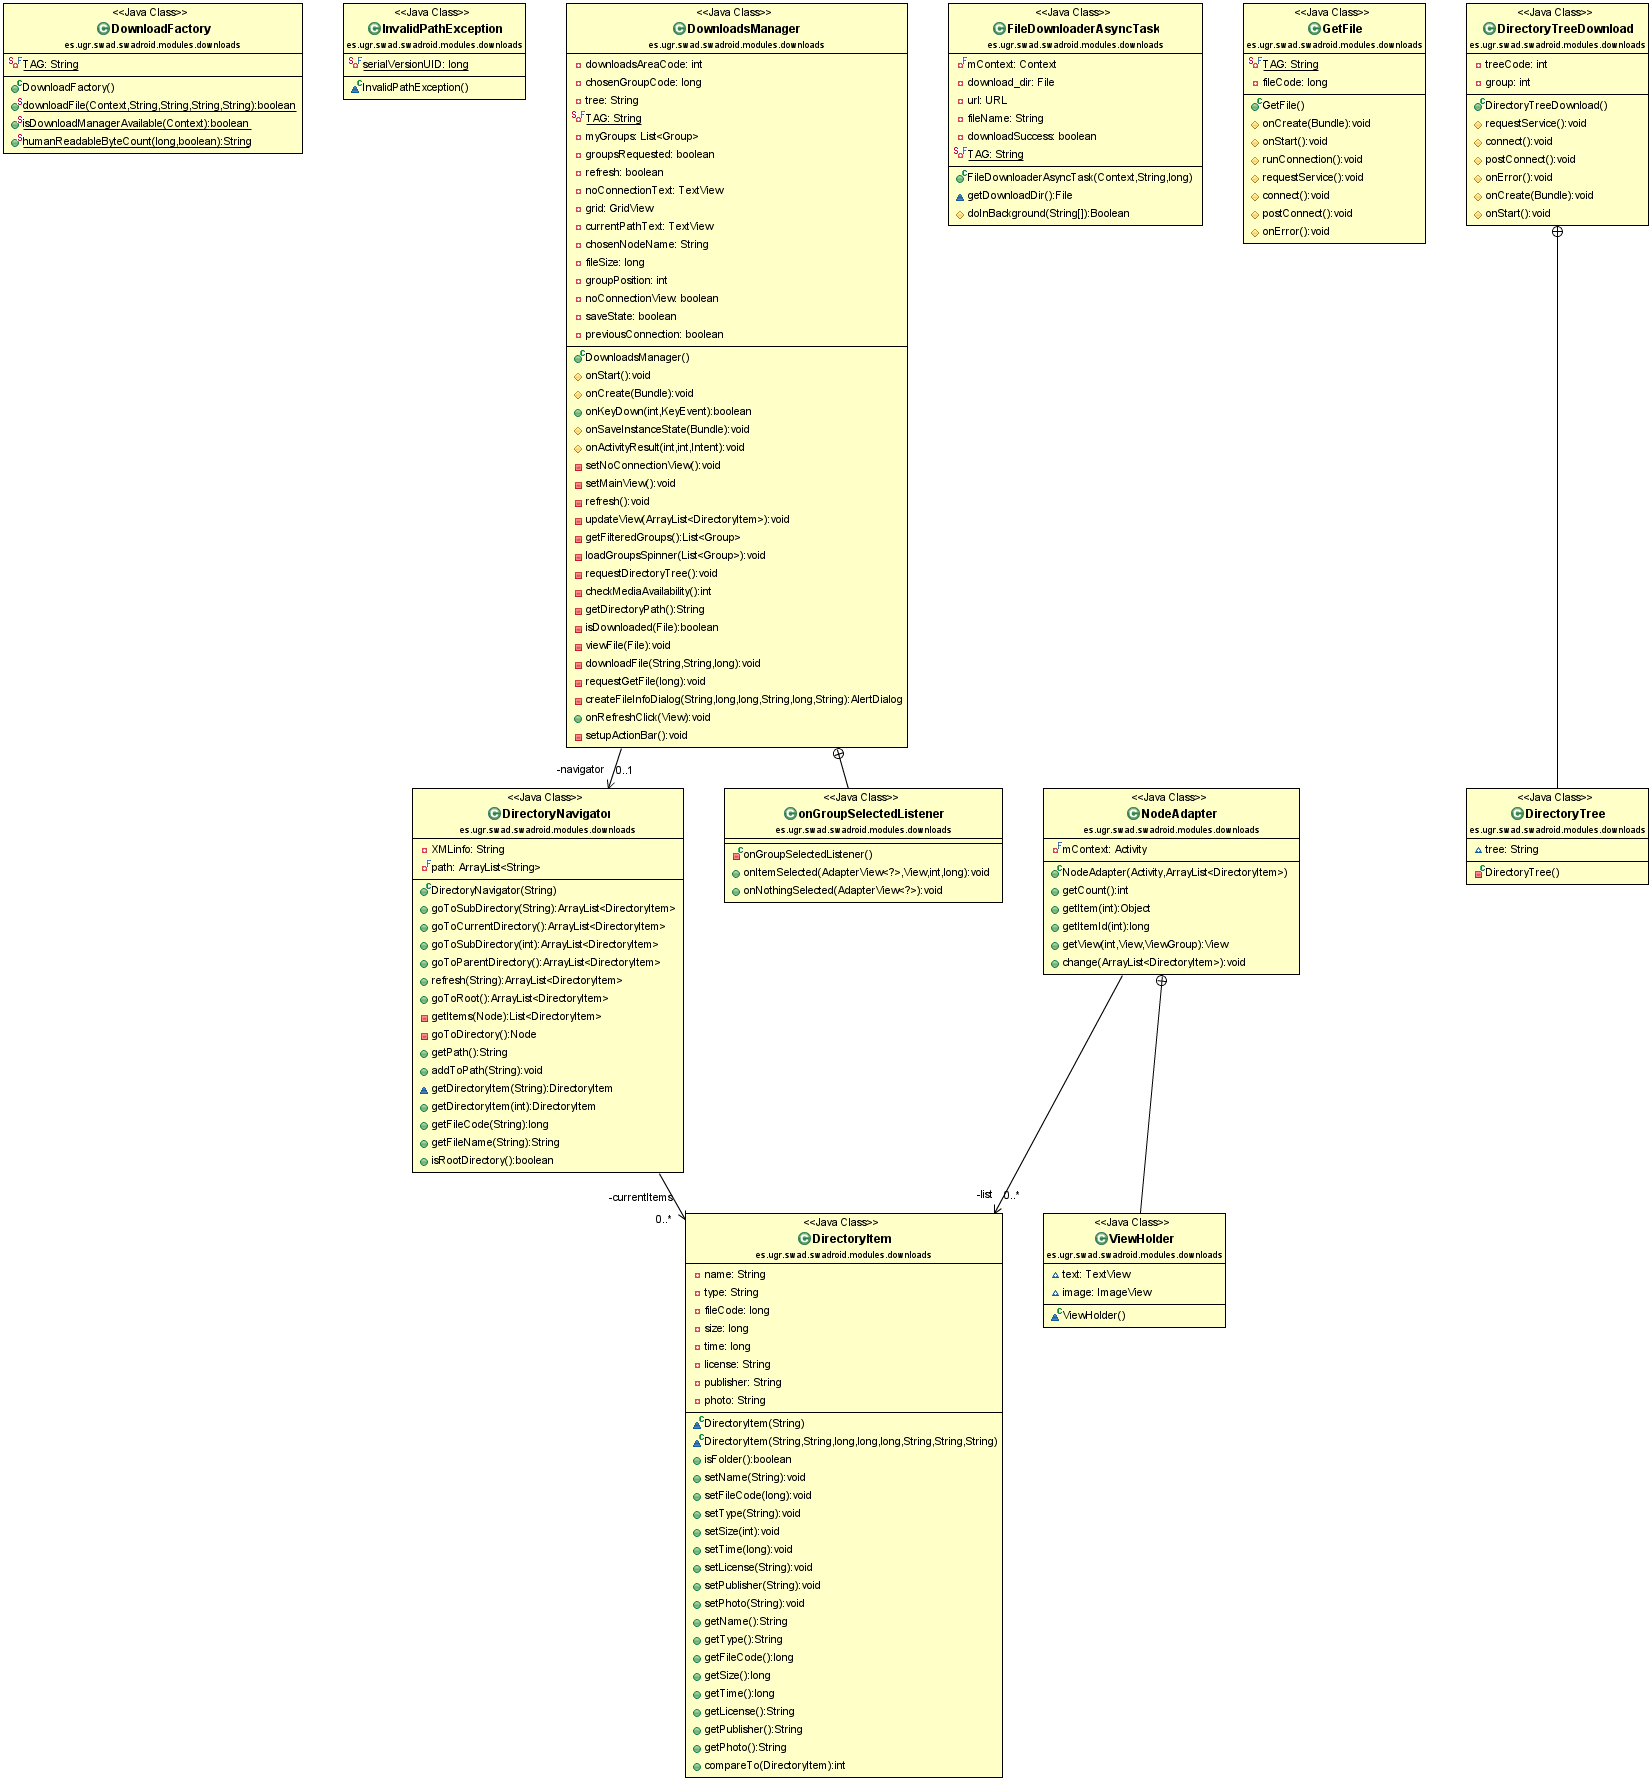 <<Java Class>>
DownloadFactory
es.ugr.swad.swadroid.modules.downloads
TAG: String
DownloadFactory()
downloadFile(Context,String,String,String,String):boolean
isDownloadManagerAvailable(Context):boolean
humanReadableByteCount(long,boolean):String
<<Java Class>>
InvalidPathException
es.ugr.swad.swadroid.modules.downloads
serialVersionUID: long
InvalidPathException()
<<Java Class>>
DownloadsManager
es.ugr.swad.swadroid.modules.downloads
downloadsAreaCode: int
chosenGroupCode: long
tree: String
TAG: String
myGroups: List<Group>
groupsRequested: boolean
refresh: boolean
noConnectionText: TextView
grid: GridView
currentPathText: TextView
chosenNodeName: String
fileSize: long
groupPosition: int
noConnectionView: boolean
saveState: boolean
previousConnection: boolean
DownloadsManager()
onStart():void
onCreate(Bundle):void
onKeyDown(int,KeyEvent):boolean
onSaveInstanceState(Bundle):void
onActivityResult(int,int,Intent):void
setNoConnectionView():void
setMainView():void
refresh():void
updateView(ArrayList<DirectoryItem>):void
getFilteredGroups():List<Group>
loadGroupsSpinner(List<Group>):void
requestDirectoryTree():void
checkMediaAvailability():int
getDirectoryPath():String
isDownloaded(File):boolean
viewFile(File):void
downloadFile(String,String,long):void
requestGetFile(long):void
createFileInfoDialog(String,long,long,String,long,String):AlertDialog
onRefreshClick(View):void
setupActionBar():void
<<Java Class>>
FileDownloaderAsyncTask
es.ugr.swad.swadroid.modules.downloads
mContext: Context
download_dir: File
url: URL
fileName: String
downloadSuccess: boolean
TAG: String
FileDownloaderAsyncTask(Context,String,long)
getDownloadDir():File
doInBackground(String[]):Boolean
<<Java Class>>
GetFile
es.ugr.swad.swadroid.modules.downloads
TAG: String
fileCode: long
GetFile()
onCreate(Bundle):void
onStart():void
runConnection():void
requestService():void
connect():void
postConnect():void
onError():void
<<Java Class>>
DirectoryTreeDownload
es.ugr.swad.swadroid.modules.downloads
treeCode: int
group: int
DirectoryTreeDownload()
requestService():void
connect():void
postConnect():void
onError():void
onCreate(Bundle):void
onStart():void
-navigator
0..1
<<Java Class>>
DirectoryNavigator
es.ugr.swad.swadroid.modules.downloads
XMLinfo: String
path: ArrayList<String>
DirectoryNavigator(String)
goToSubDirectory(String):ArrayList<DirectoryItem>
goToCurrentDirectory():ArrayList<DirectoryItem>
goToSubDirectory(int):ArrayList<DirectoryItem>
goToParentDirectory():ArrayList<DirectoryItem>
refresh(String):ArrayList<DirectoryItem>
goToRoot():ArrayList<DirectoryItem>
getItems(Node):List<DirectoryItem>
goToDirectory():Node
getPath():String
addToPath(String):void
getDirectoryItem(String):DirectoryItem
getDirectoryItem(int):DirectoryItem
getFileCode(String):long
getFileName(String):String
isRootDirectory():boolean
<<Java Class>>
onGroupSelectedListener
es.ugr.swad.swadroid.modules.downloads
onGroupSelectedListener()
onItemSelected(AdapterView<?>,View,int,long):void
onNothingSelected(AdapterView<?>):void
<<Java Class>>
NodeAdapter
es.ugr.swad.swadroid.modules.downloads
mContext: Activity
NodeAdapter(Activity,ArrayList<DirectoryItem>)
getCount():int
getItem(int):Object
getItemId(int):long
getView(int,View,ViewGroup):View
change(ArrayList<DirectoryItem>):void
<<Java Class>>
DirectoryTree
es.ugr.swad.swadroid.modules.downloads
tree: String
DirectoryTree()
-currentItems
0..*
-list
0..*
<<Java Class>>
DirectoryItem
es.ugr.swad.swadroid.modules.downloads
name: String
type: String
fileCode: long
size: long
time: long
license: String
publisher: String
photo: String
DirectoryItem(String)
DirectoryItem(String,String,long,long,long,String,String,String)
isFolder():boolean
setName(String):void
setFileCode(long):void
setType(String):void
setSize(int):void
setTime(long):void
setLicense(String):void
setPublisher(String):void
setPhoto(String):void
getName():String
getType():String
getFileCode():long
getSize():long
getTime():long
getLicense():String
getPublisher():String
getPhoto():String
compareTo(DirectoryItem):int
<<Java Class>>
ViewHolder
es.ugr.swad.swadroid.modules.downloads
text: TextView
image: ImageView
ViewHolder()